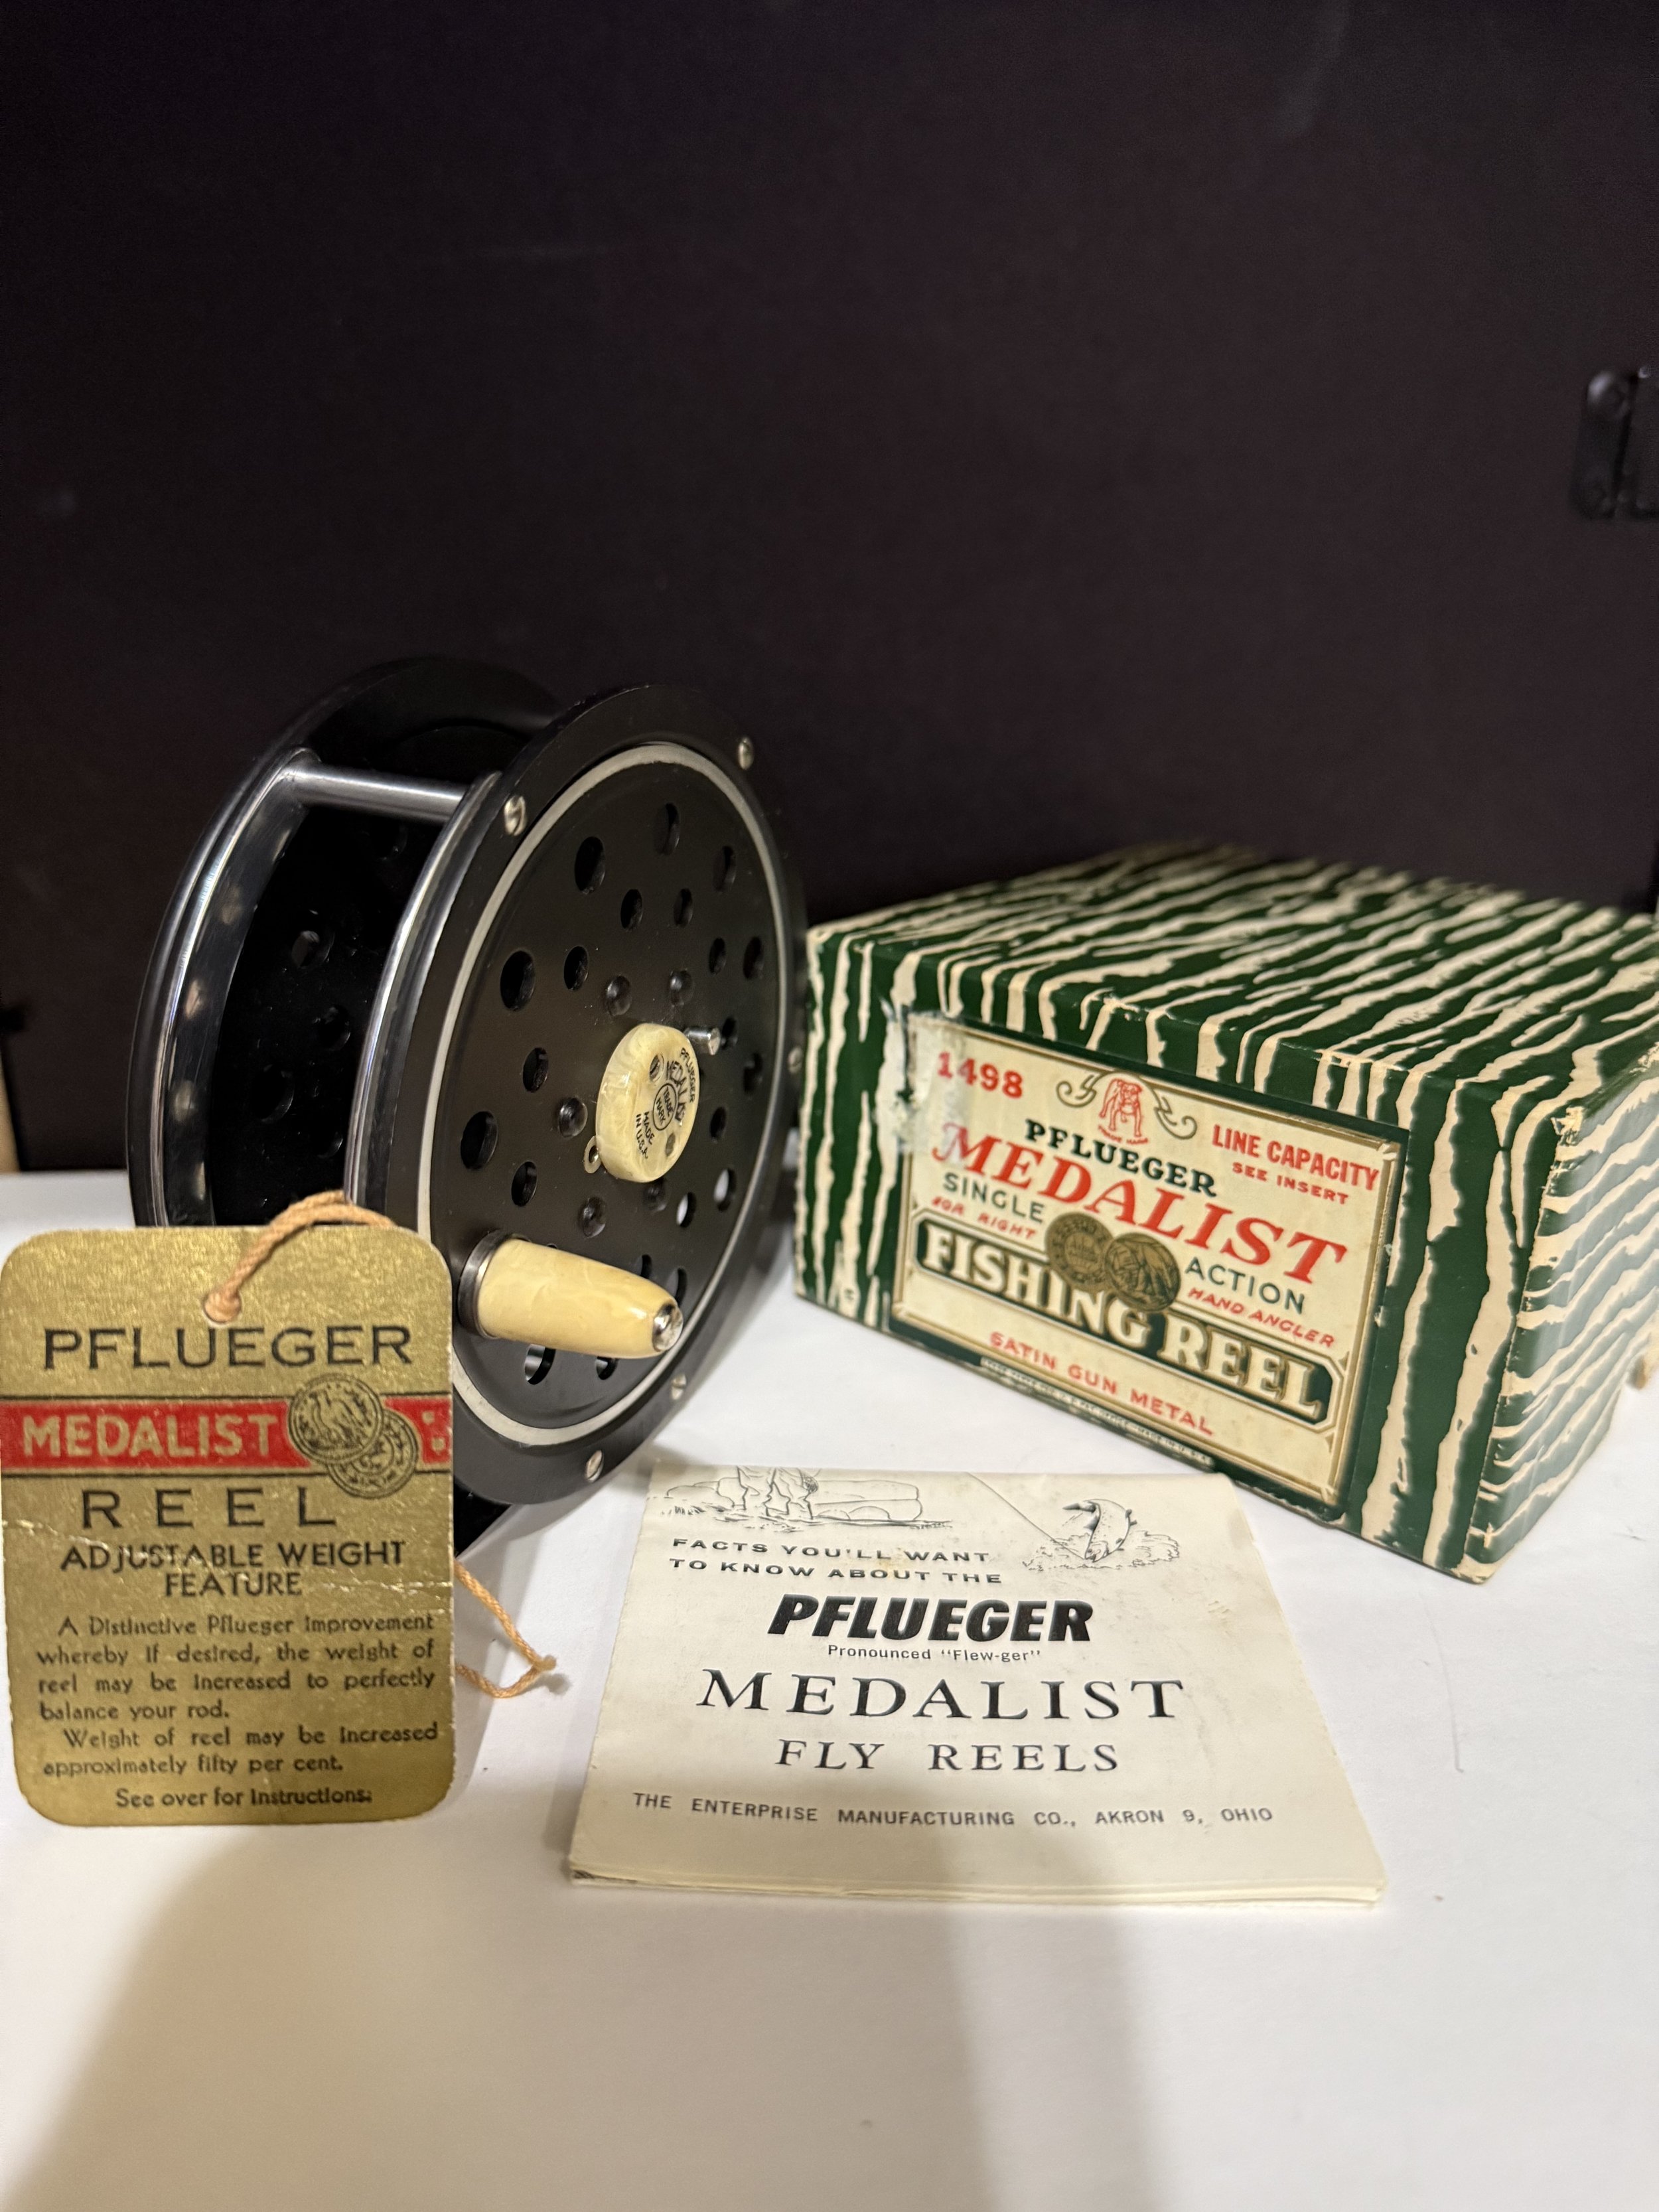 PFLUEGER
TRADE
MARK
MADE
IN U.S.A.
1498
TRADE MARK
LINE CAPACITY
SEE INSERT
PFLUEGER
MEDALIST
SINGLE ACTION
FOR RIGHT HAND ANGLER
FISHING REEL
SATIN GUN METAL
PFLUEGER
MEDALIST
REEL
ADJUSTABLE WEIGHT
FEATURE
A Distinctive Pflueger Improvement
whereby if desired, the weight of
reel may be increased to perfectly
balance your rod.
Weight of reel may be increased
approximately fifty per cent.
See over for Instructions:
FACTS YOU'LL WANT
TO KNOW ABOUT THE
PFLUEGER
Pronounced "Flew-ger"
MEDALIST
FLY REELS
THE ENTERPRISE MANUFACTURING CO., AKRON 9, OHIO